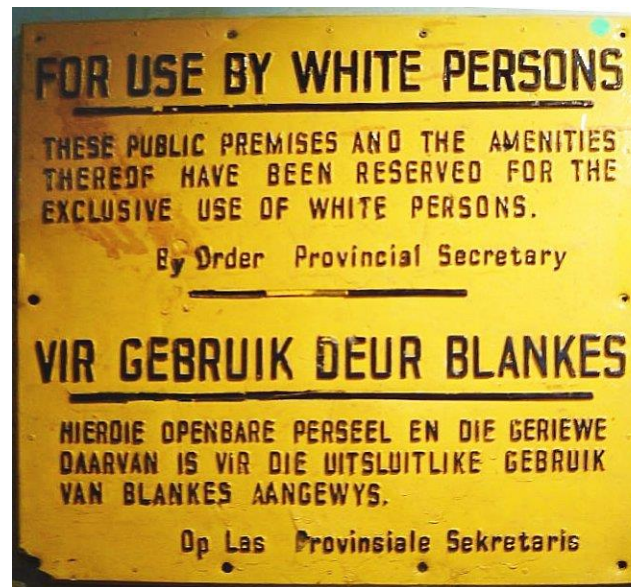 FOR USE BY WHITE PERSONS
THESE PUBLIC PREMISES AND THE AMENITIES
THEREOF HAVE BEEN RESERVED FOR THE
EXCLUSIVE USE OF WHITE PERSONS.
By Order Provincial Secretary
VIR GEBRUIK DEUR BLANKES
HIERDIE OPENBARE PERSEEL EN DIE GERIEWE
DAARVAN IS VIR DIE UITSLUITLIKE GEBRUIK
VAN BLANKES AANGEWYS.
Op Las Provinsiale Sekretaris